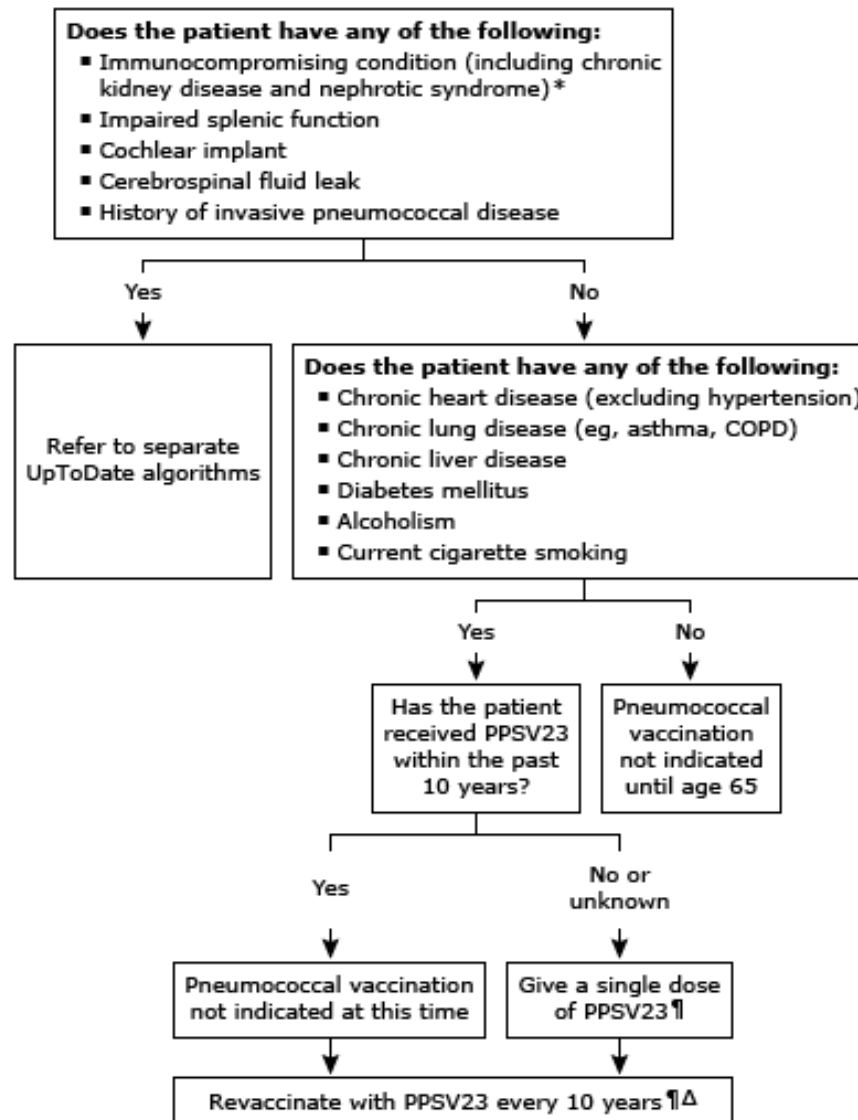 Does the patient have any of the following:
▪ Immunocompromising condition (including chronic
kidney disease and nephrotic syndrome)*
▪ Impaired splenic function
▪ Cochlear implant
▪ Cerebrospinal fluid leak
▪ History of invasive pneumococcal disease
Yes
No
Refer to separate
UpToDate algorithms
Does the patient have any of the following:
▪ Chronic heart disease (excluding hypertension)
▪ Chronic lung disease (eg, asthma, COPD)
▪ Chronic liver disease
▪ Diabetes mellitus
▪ Alcoholism
▪ Current cigarette smoking
Yes
No
Has the patient
received PPSV23
within the past
10 years?
Pneumococcal
vaccination
not indicated
until age 65
Yes
No or
unknown
Pneumococcal vaccination
not indicated at this time
Give a single dose
of PPSV23¶
Revaccinate with PPSV23 every 10 years¶Δ